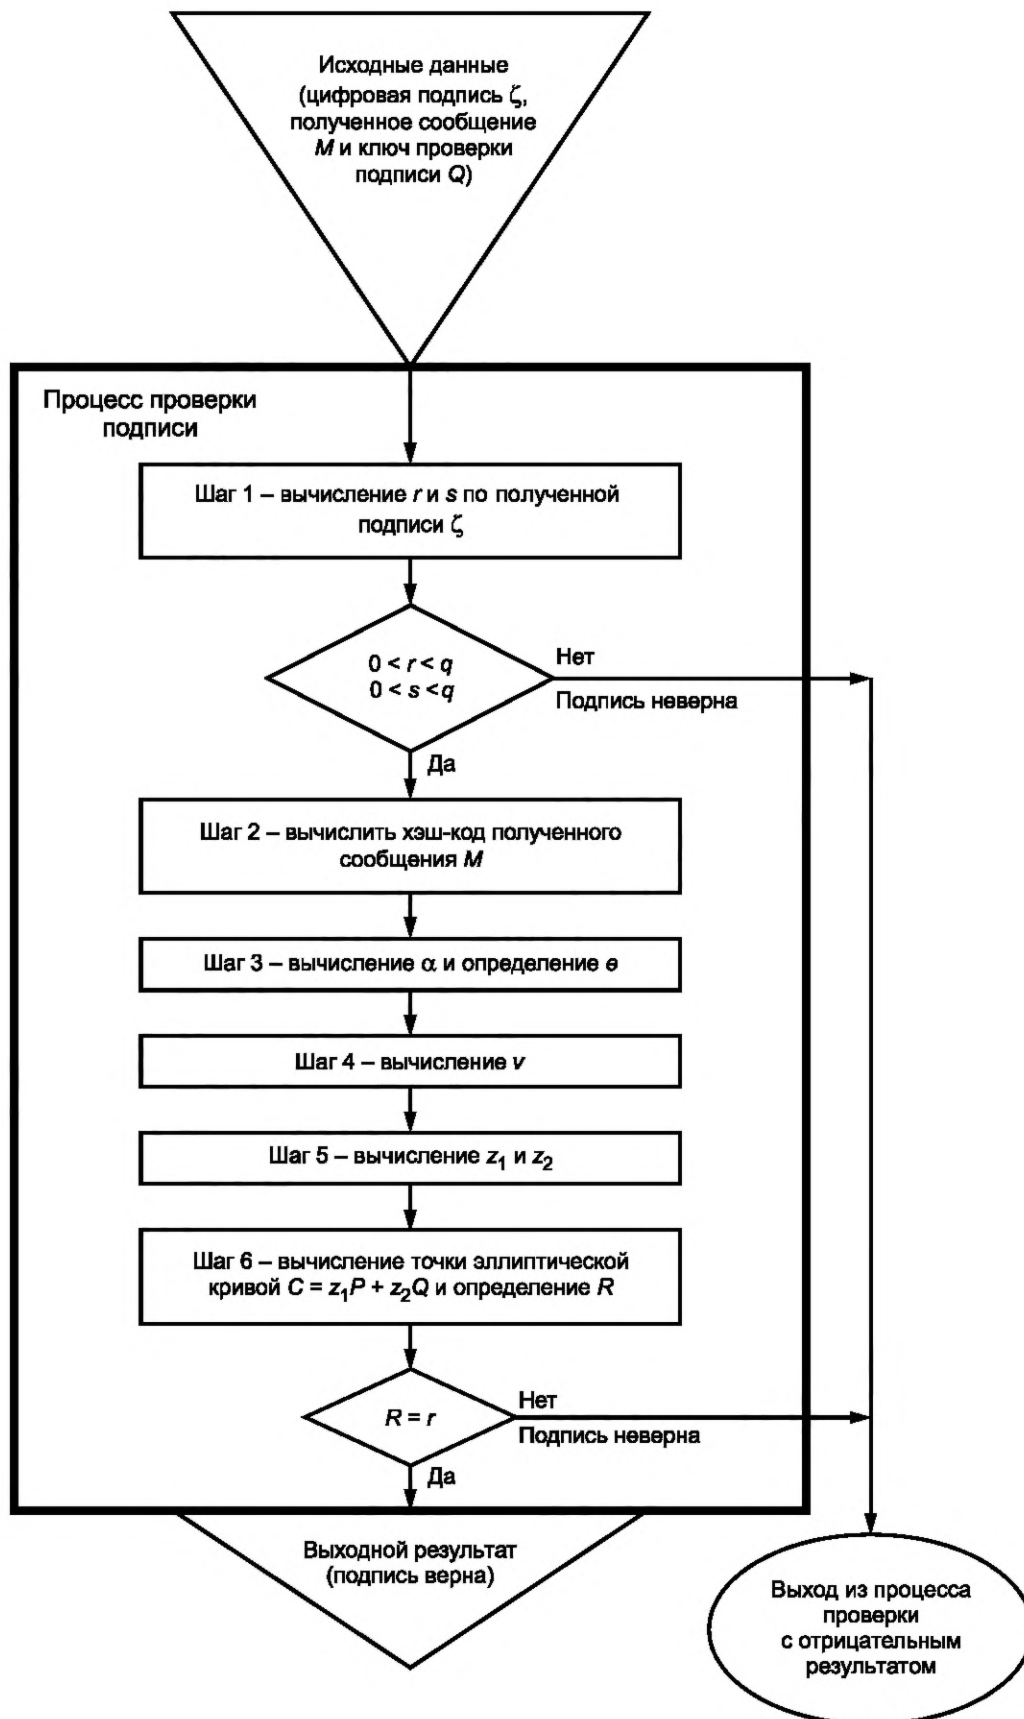 Исходные данные
(цифровая подпись ζ,
полученное сообщение
M и ключ проверки
подписи Q)
Процесс проверки
подписи
Шаг 1 – вычисление r и s по полученной
подписи ζ
0 < r < q
0 < s < q
Нет
Подпись неверна
Да
Шаг 2 – вычислить хэш-код полученного
сообщения M
Шаг 3 – вычисление α и определение e
Шаг 4 – вычисление v
Шаг 5 – вычисление z₁ и z₂
Шаг 6 – вычисление точки эллиптической
кривой C = z₁P + z₂Q и определение R
R = r
Нет
Подпись неверна
Да
Выходной результат
(подпись верна)
Выход из процесса
проверки
с отрицательным
результатом